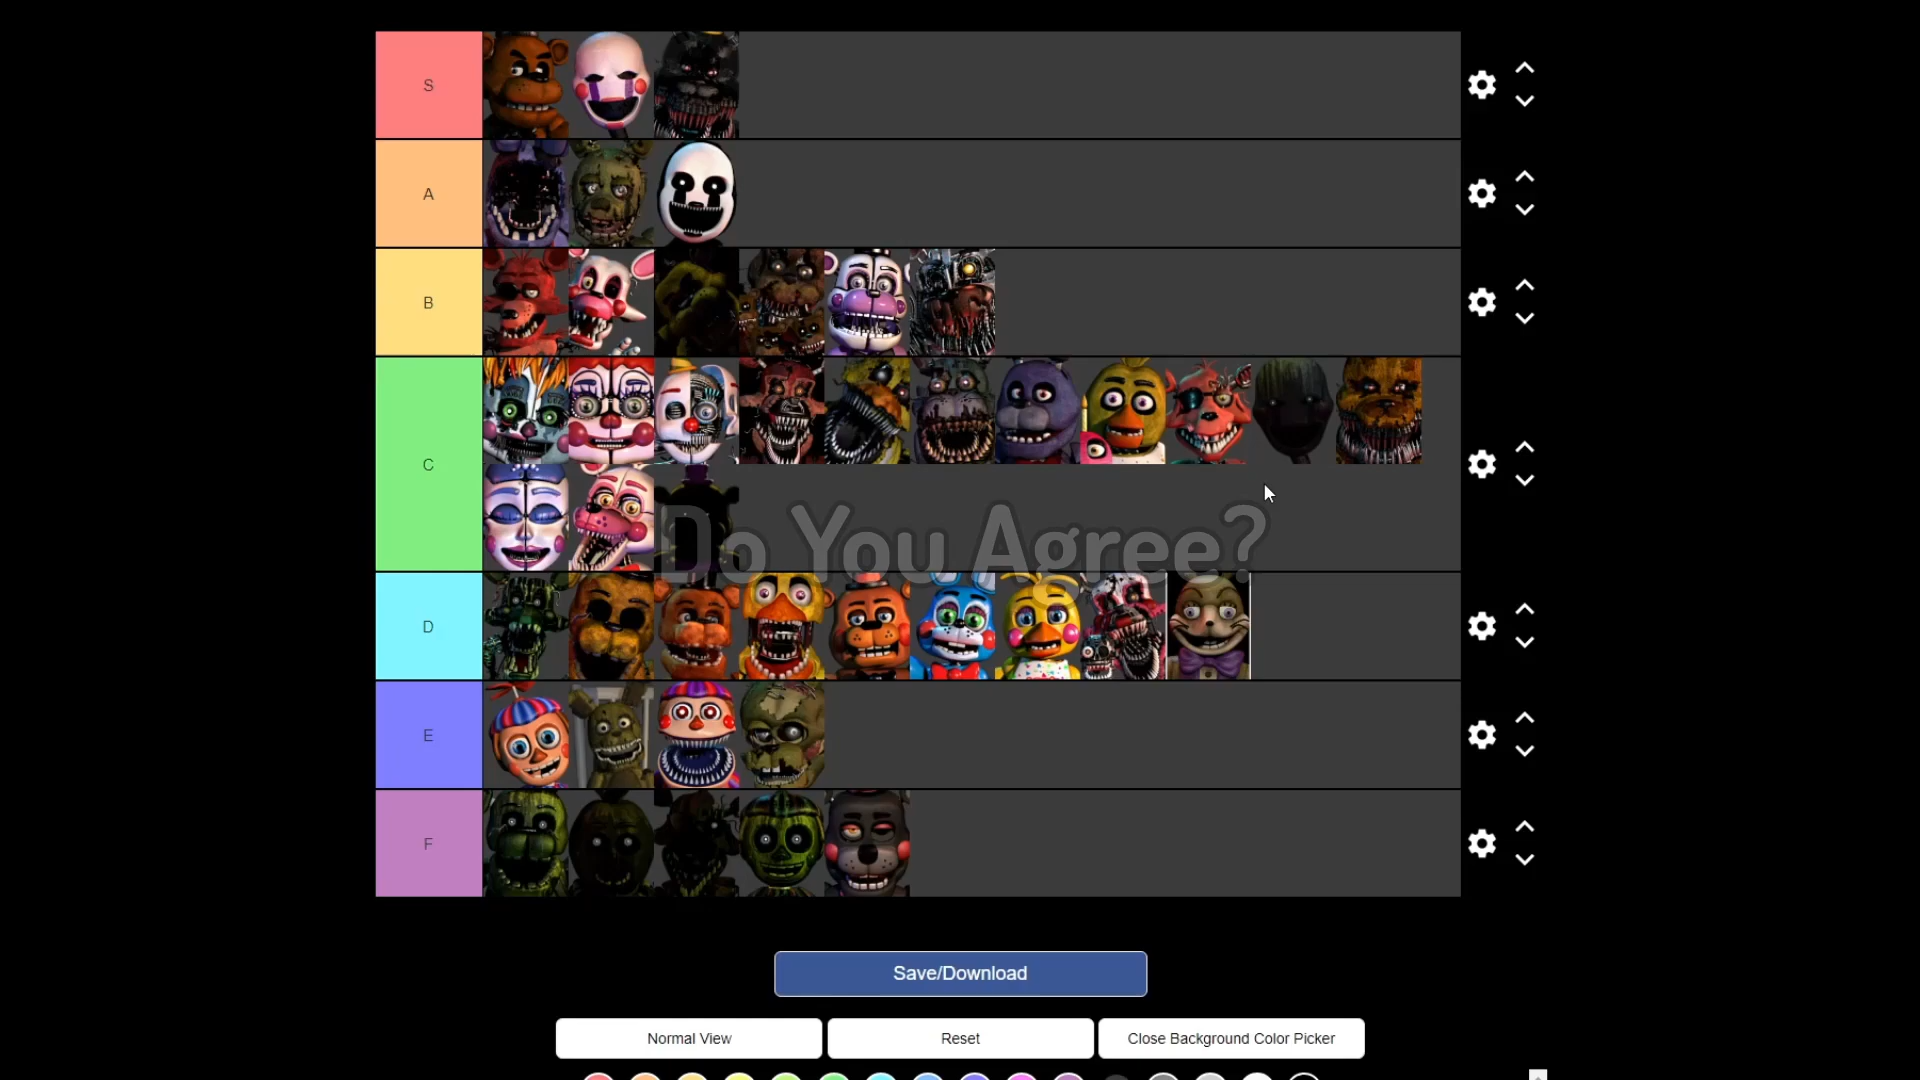 S
A
B
C
Do You Agree?
D
E
F
Save/Download
Normal View
Reset
Close Background Color Picker